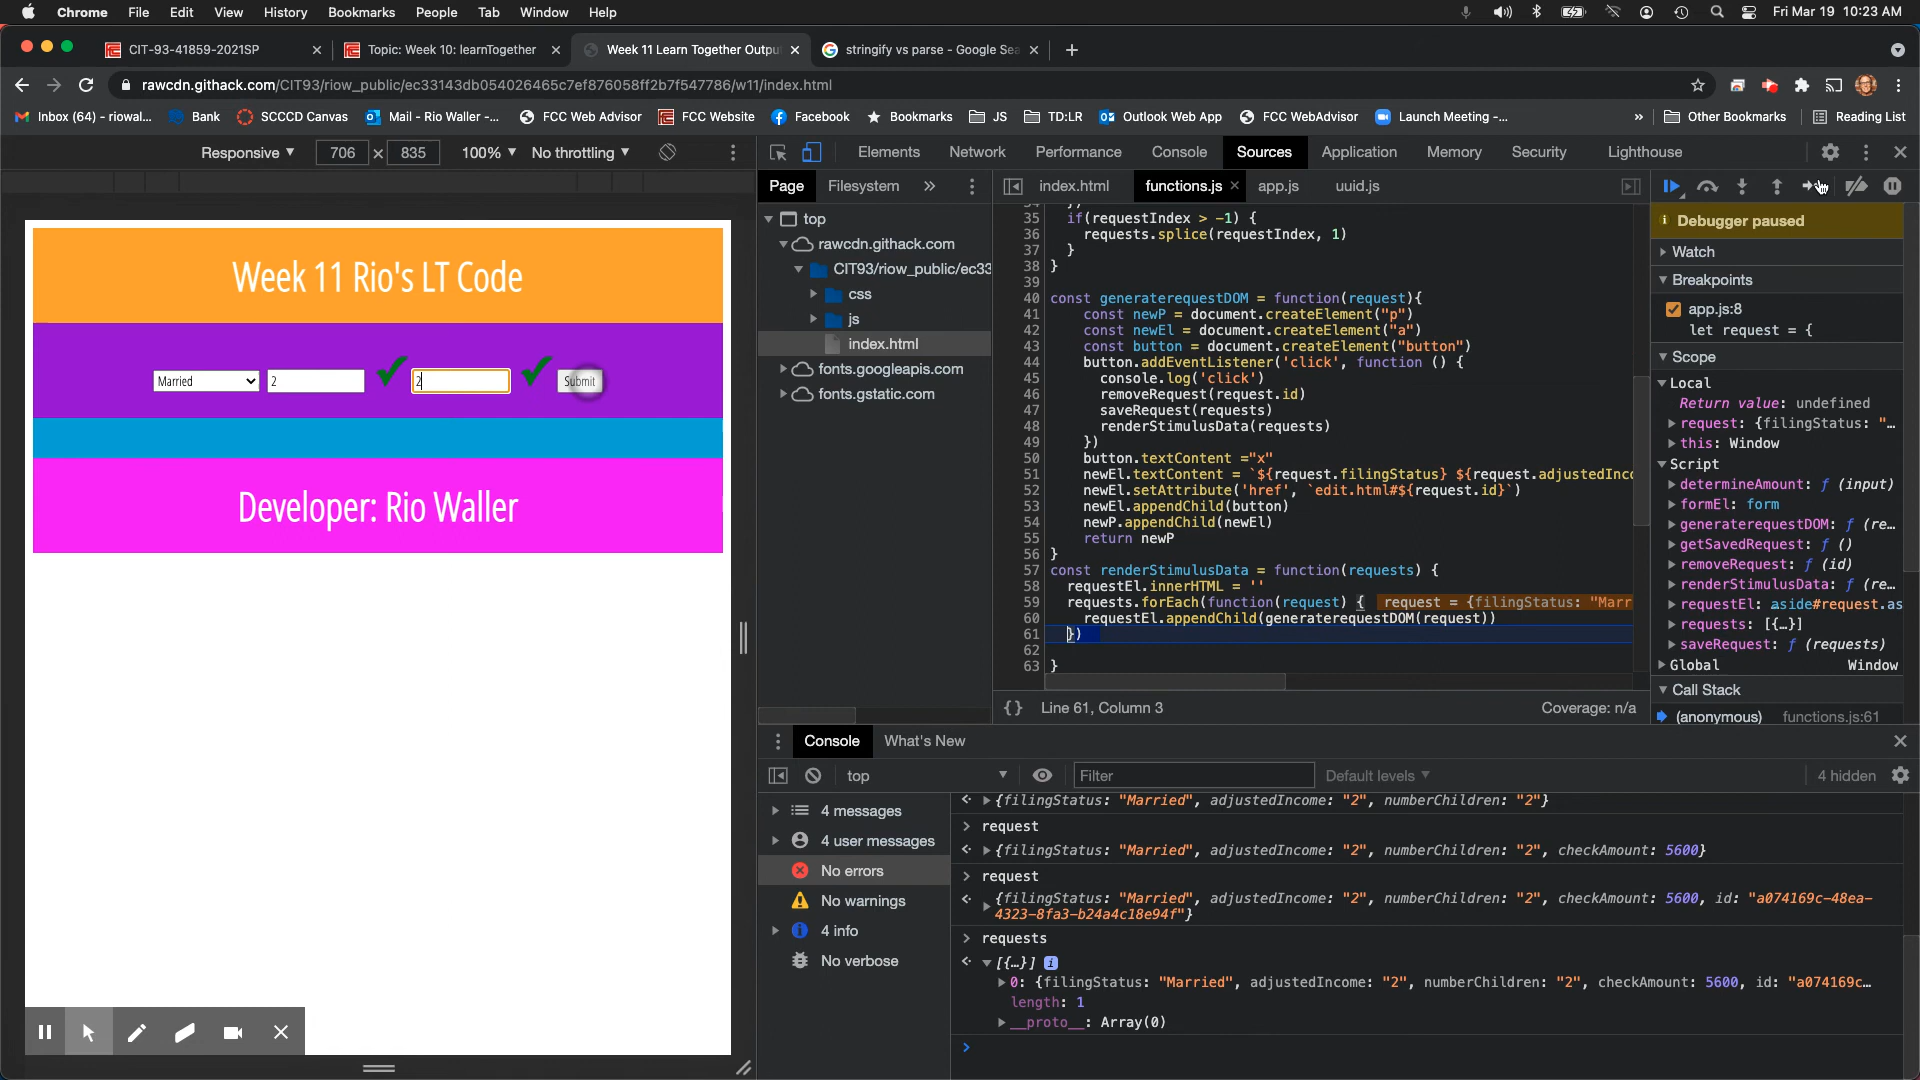 Chrome File Edit View History Bookmarks People Tab Window Help Fri Mar 19 10:23 AM
CIT-93-41859-2021SP Topic: Week 10: learnTogether Week 11 Learn Together Outpu stringify vs parse - Google Sea
rawcdn.githack.com/CIT93/riow_public/ec33143db054026465c7ef876058ff2b7f547786/w11/index.html
Inbox (64) - riowal... Bank SCCCD Canvas Mail - Rio Waller -... FCC Web Advisor FCC Website Facebook Bookmarks JS TD:LR Outlook Web App FCC WebAdvisor Launch Meeting -... » Other Bookmarks Reading List
Responsive 706 × 835 100% No throttling
Elements Network Performance Console Sources Application Memory Security Lighthouse
Page Filesystem »
index.html functions.js app.js uuid.js
Week 11 Rio's LT Code
Married 2 ✔ 2 ✔ Submit
Developer: Rio Waller
top
rawcdn.githack.com
CIT93/riow_public/ec33
css
js
index.html
fonts.googleapis.com
fonts.gstatic.com
35 if(requestIndex > -1) {
36 requests.splice(requestIndex, 1)
37 }
38 }
39
40 const generaterequestDOM = function(request){
41 const newP = document.createElement("p")
42 const newEl = document.createElement("a")
43 const button = document.createElement("button")
44 button.addEventListener('click', function () {
45 console.log('click')
46 removeRequest(request.id)
47 saveRequest(requests)
48 renderStimulusData(requests)
49 })
50 button.textContent ="x"
51 newEl.textContent = `${request.filingStatus} ${request.adjustedInc
52 newEl.setAttribute('href', `edit.html#${request.id}`)
53 newEl.appendChild(button)
54 newP.appendChild(newEl)
55 return newP
56 }
57 const renderStimulusData = function(requests) {
58 requestEl.innerHTML = ''
59 requests.forEach(function(request) { request = {filingStatus: "Marr
60 requestEl.appendChild(generaterequestDOM(request))
61 })
62
63 }
{} Line 61, Column 3 Coverage: n/a
Debugger paused
Watch
Breakpoints
app.js:8
let request = {
Scope
Local
Return value: undefined
request: {filingStatus: "…
this: Window
Script
determineAmount: ƒ (input)
formEl: form
generaterequestDOM: ƒ (re…
getSavedRequest: ƒ ()
removeRequest: ƒ (id)
renderStimulusData: ƒ (re…
requestEl: aside#request.as
requests: [{…}]
saveRequest: ƒ (requests)
Global Window
Call Stack
(anonymous) functions.js:61
Console What's New
top Filter Default levels 4 hidden
4 messages
4 user messages
No errors
No warnings
4 info
No verbose
{filingStatus: "Married", adjustedIncome: "2", numberChildren: "2"}
> request
{filingStatus: "Married", adjustedIncome: "2", numberChildren: "2", checkAmount: 5600}
> request
{filingStatus: "Married", adjustedIncome: "2", numberChildren: "2", checkAmount: 5600, id: "a074169c-48ea-
4323-8fa3-b24a4c18e94f"}
> requests
[{…}] i
0: {filingStatus: "Married", adjustedIncome: "2", numberChildren: "2", checkAmount: 5600, id: "a074169c…
length: 1
__proto__: Array(0)
>